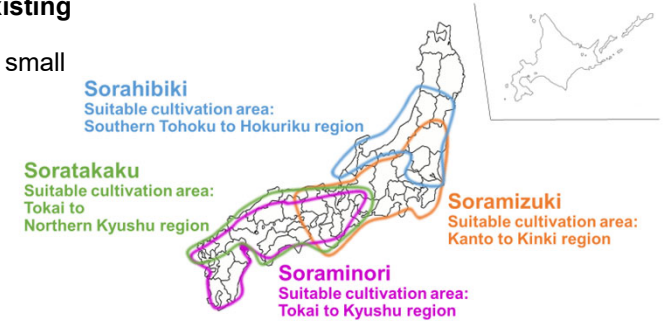 xisting
small
Sorahibiki
Suitable cultivation area:
Southern Tohoku to Hokuriku region
Soratakaku
Suitable cultivation area:
Tokai to
Northern Kyushu region
Soramizuki
Suitable cultivation area:
Kanto to Kinki region
Soraminori
Suitable cultivation area:
Tokai to Kyushu region